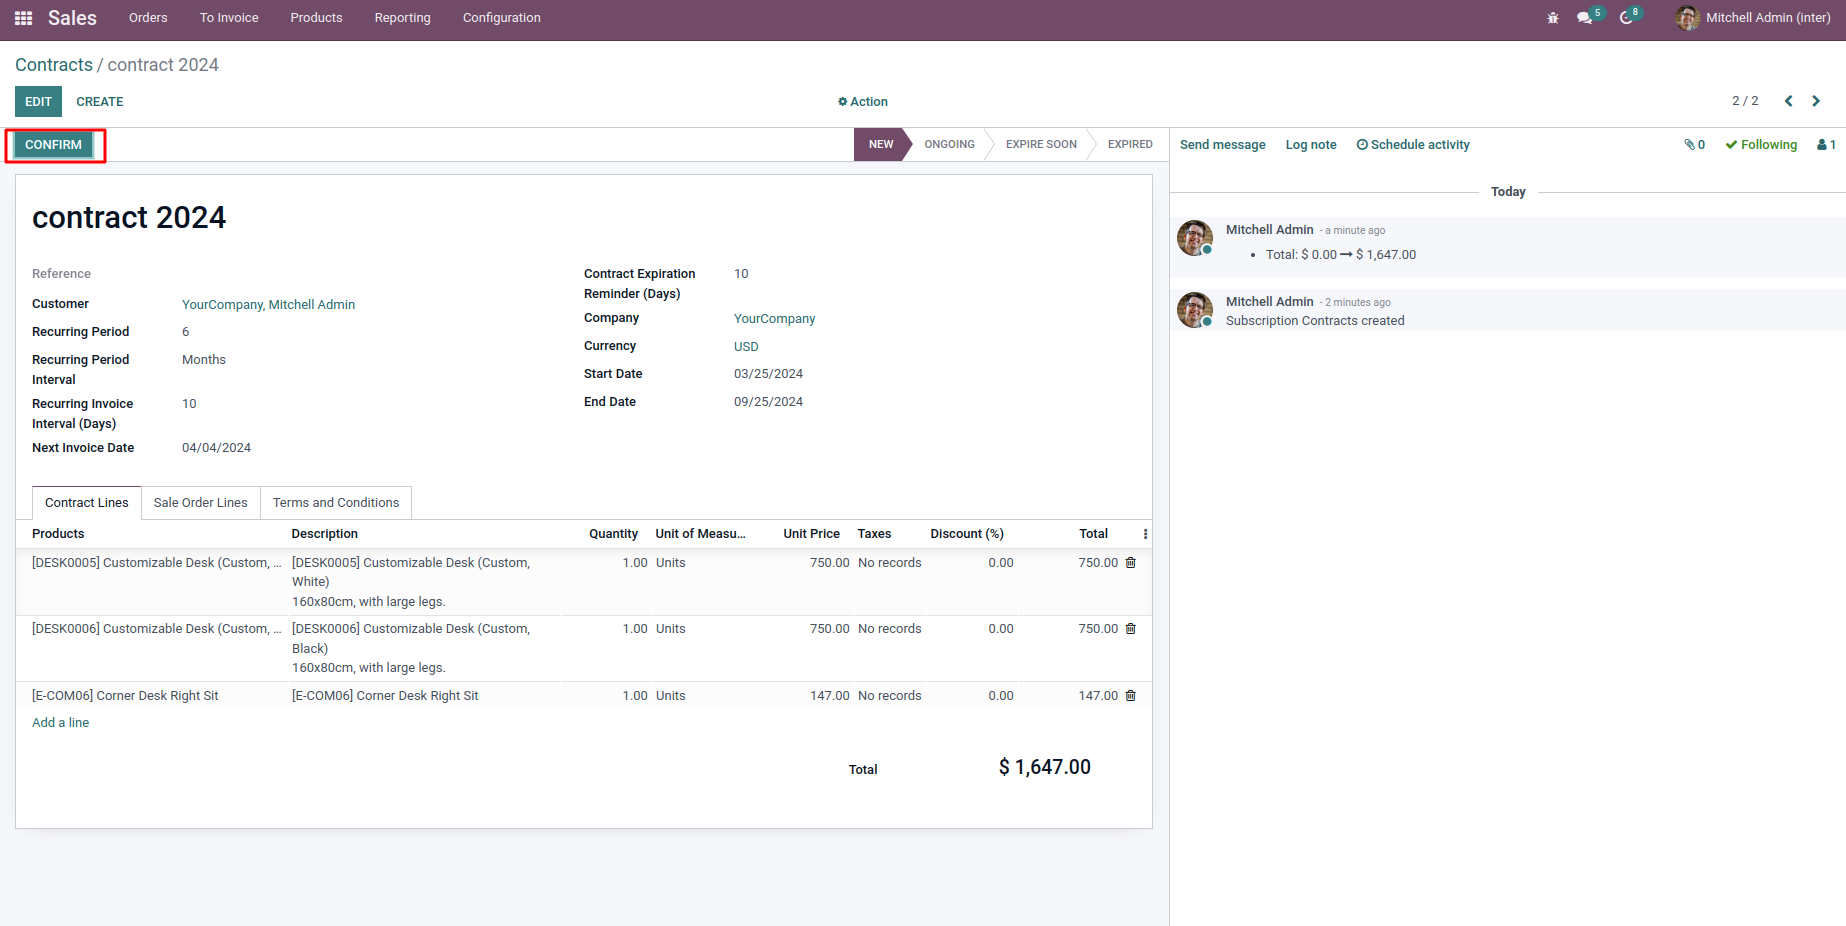 Sales Orders To Invoice Products Reporting Configuration 5 8 Mitchell Admin (inter)
Contracts / contract 2024
EDIT CREATE Action 2 / 2
CONFIRM NEW ONGOING EXPIRE SOON EXPIRED Send message Log note Schedule activity 0 Following 1
Today
contract 2024
Mitchell Admin - a minute ago
Total: $ 0.00 → $ 1,647.00
Mitchell Admin - 2 minutes ago
Subscription Contracts created
Reference
Customer YourCompany, Mitchell Admin
Recurring Period 6
Recurring Period Months
Interval
Recurring Invoice 10
Interval (Days)
Next Invoice Date 04/04/2024
Contract Expiration 10
Reminder (Days)
Company YourCompany
Currency USD
Start Date 03/25/2024
End Date 09/25/2024
Contract Lines Sale Order Lines Terms and Conditions
Products Description Quantity Unit of Measu... Unit Price Taxes Discount (%) Total
[DESK0005] Customizable Desk (Custom, ... [DESK0005] Customizable Desk (Custom, 1.00 Units 750.00 No records 0.00 750.00
White)
160x80cm, with large legs.
[DESK0006] Customizable Desk (Custom, ... [DESK0006] Customizable Desk (Custom, 1.00 Units 750.00 No records 0.00 750.00
Black)
160x80cm, with large legs.
[E-COM06] Corner Desk Right Sit [E-COM06] Corner Desk Right Sit 1.00 Units 147.00 No records 0.00 147.00
Add a line
Total $ 1,647.00